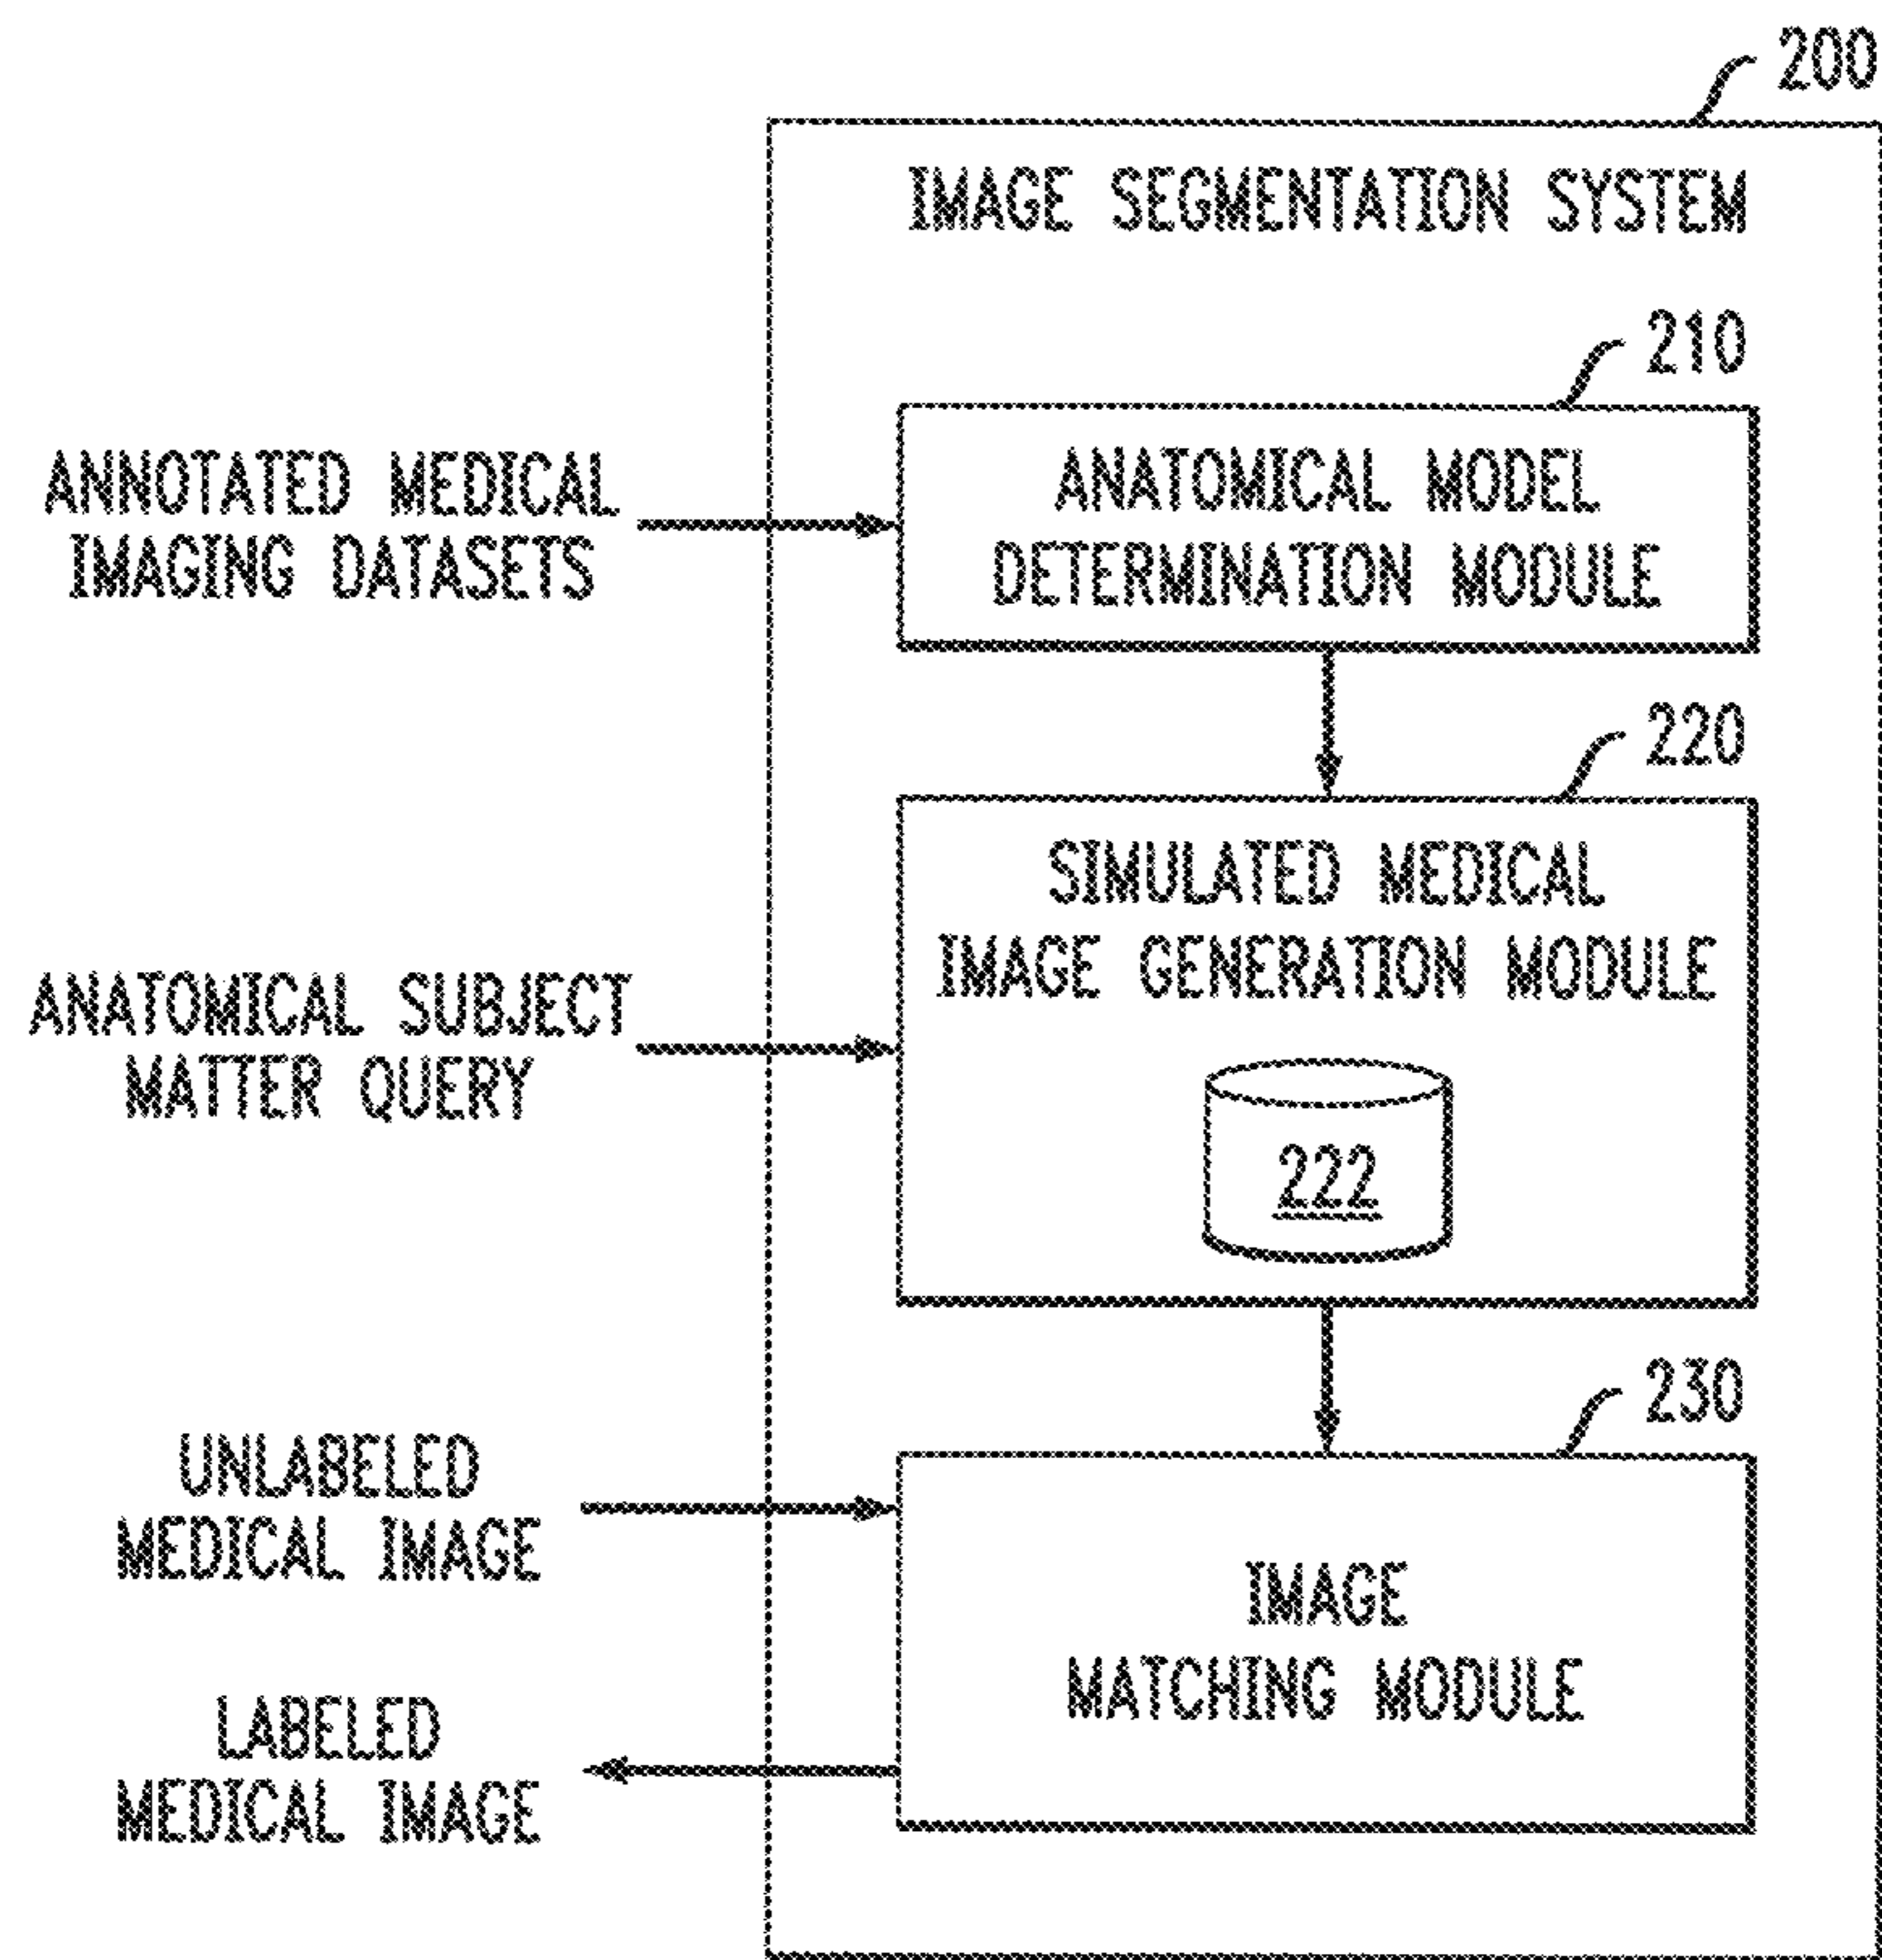 200
IMAGE SEGMENTATION SYSTEM
210
ANNOTATED MEDICAL
IMAGING DATASETS
ANATOMICAL MODEL
DETERMINATION MODULE
220
SIMULATED MEDICAL
IMAGE GENERATION MODULE
ANATOMICAL SUBJECT
MATTER QUERY
222
230
UNLABELED
MEDICAL IMAGE
IMAGE
MATCHING MODULE
LABELED
MEDICAL IMAGE